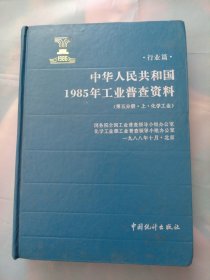 1985
·行业篇·
中华人民共和国
1985年工业普查资料
(第五分册·上·化学工业)
国务院全国工业普查领导小组办公室
化学工业部工业普查领导小组办公室
一九八八年十月·北京
中国统计出版社